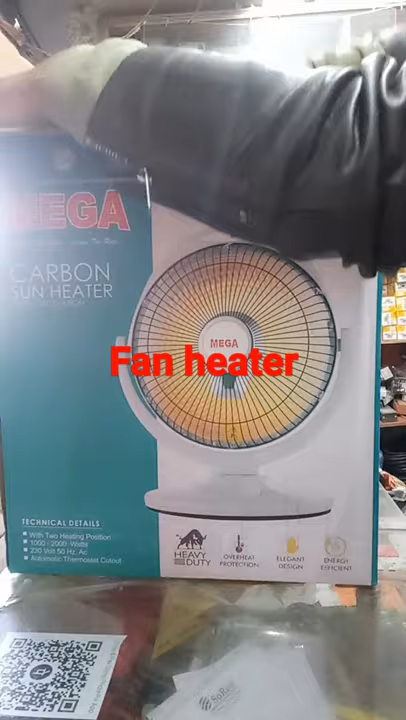 MEGA
CARBON
SUN HEATER
MEGA
Fan heater
TECHNICAL DETAILS
With Two Heating Position
1000 - 2000 Watts
230 Volt 50 Hz. Ac
Automatic Thermostat Cutout
HEAVY
DUTY
OVERHEAT
PROTECTION
ELEGANT
DESIGN
ENERGY
EFFICIENT